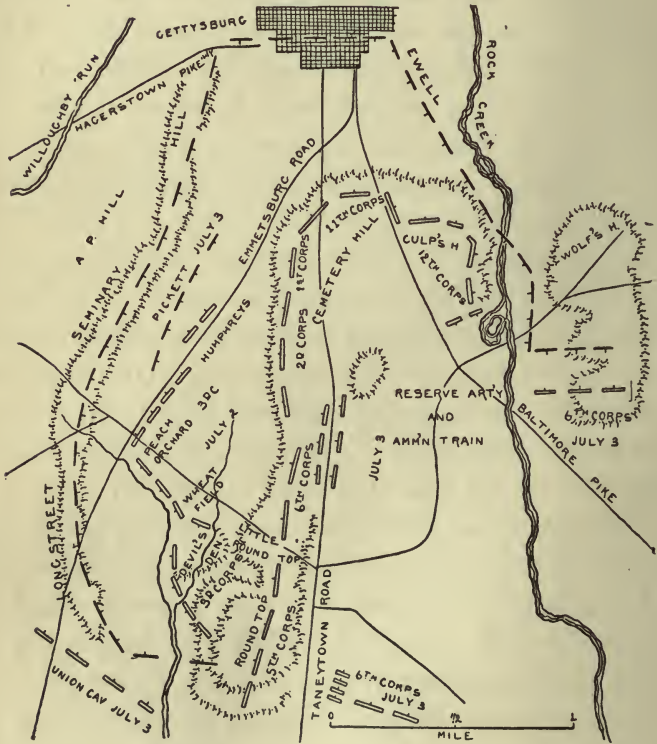 GETTYSBURG
WILLOUGHBY RUN
HAGERSTOWN PIKE
EWELL
ROCK CREEK
A. P. HILL
SEMINARY HILL
PICKETT JULY 3
EMMETSBURG ROAD
HUMPHREYS
11TH CORPS
1ST CORPS
2D CORPS
CEMETERY HILL
CULP'S H
12TH CORPS
WOLF'S H.
RESERVE ART'Y
AND
AMM'N TRAIN
JULY 3
6TH CORPS
JULY 3
BALTIMORE PIKE
PEACH
ORCHARD 3DC
JULY 2
WHEAT
FIELD
6TH CORPS
LITTLE
ROUND TOP
DEVIL'S
DEN
3D CORPS
ROUND TOP
5TH CORPS
LONGSTREET
UNION CAV JULY 3
TANEYTOWN ROAD
6TH CORPS
JULY 3
0 1/2 1
MILE